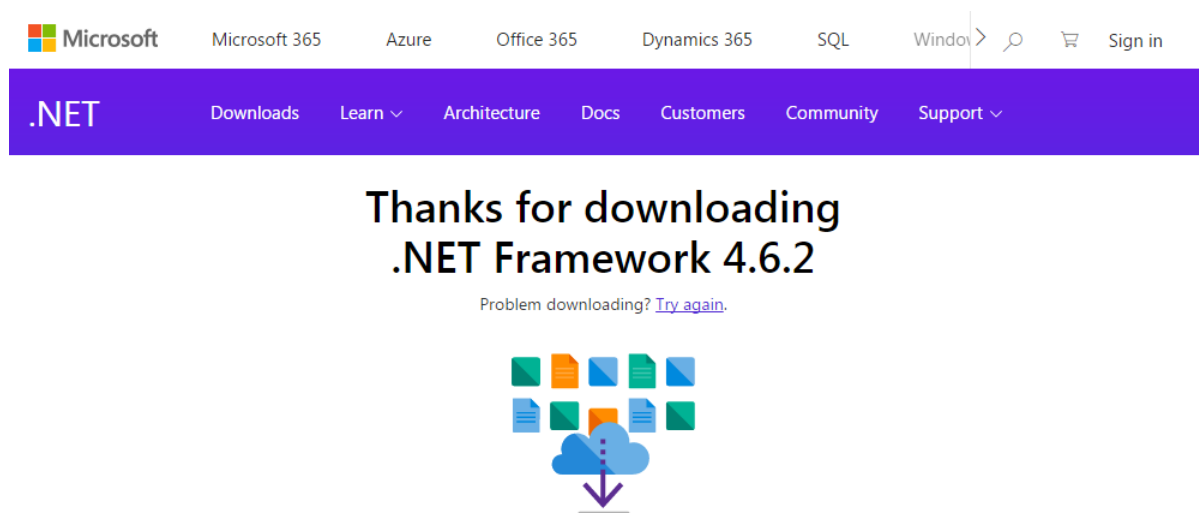 Microsoft Microsoft 365 Azure Office 365 Dynamics 365 SQL Sign in
.NET Downloads Learn Architecture Docs Customers Community Support
Thanks for downloading
.NET Framework 4.6.2
Problem downloading? Try again.